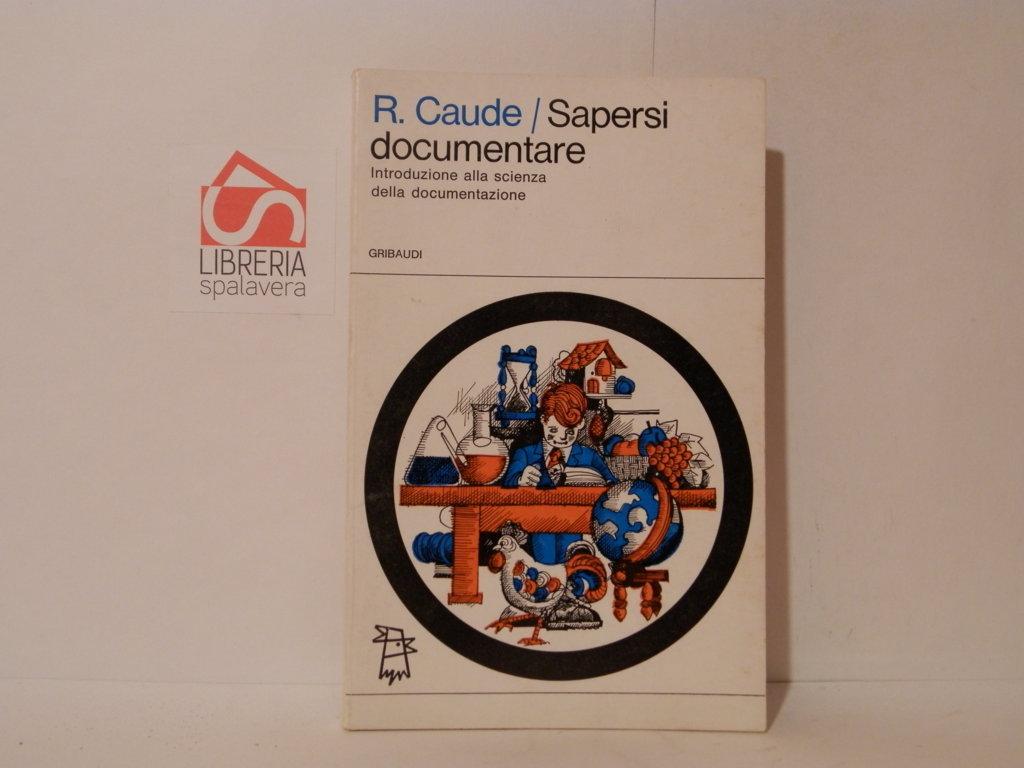 R. Caude / Sapersi
documentare
Introduzione alla scienza
della documentazione
GRIBAUDI
LIBRERIA
spalavera